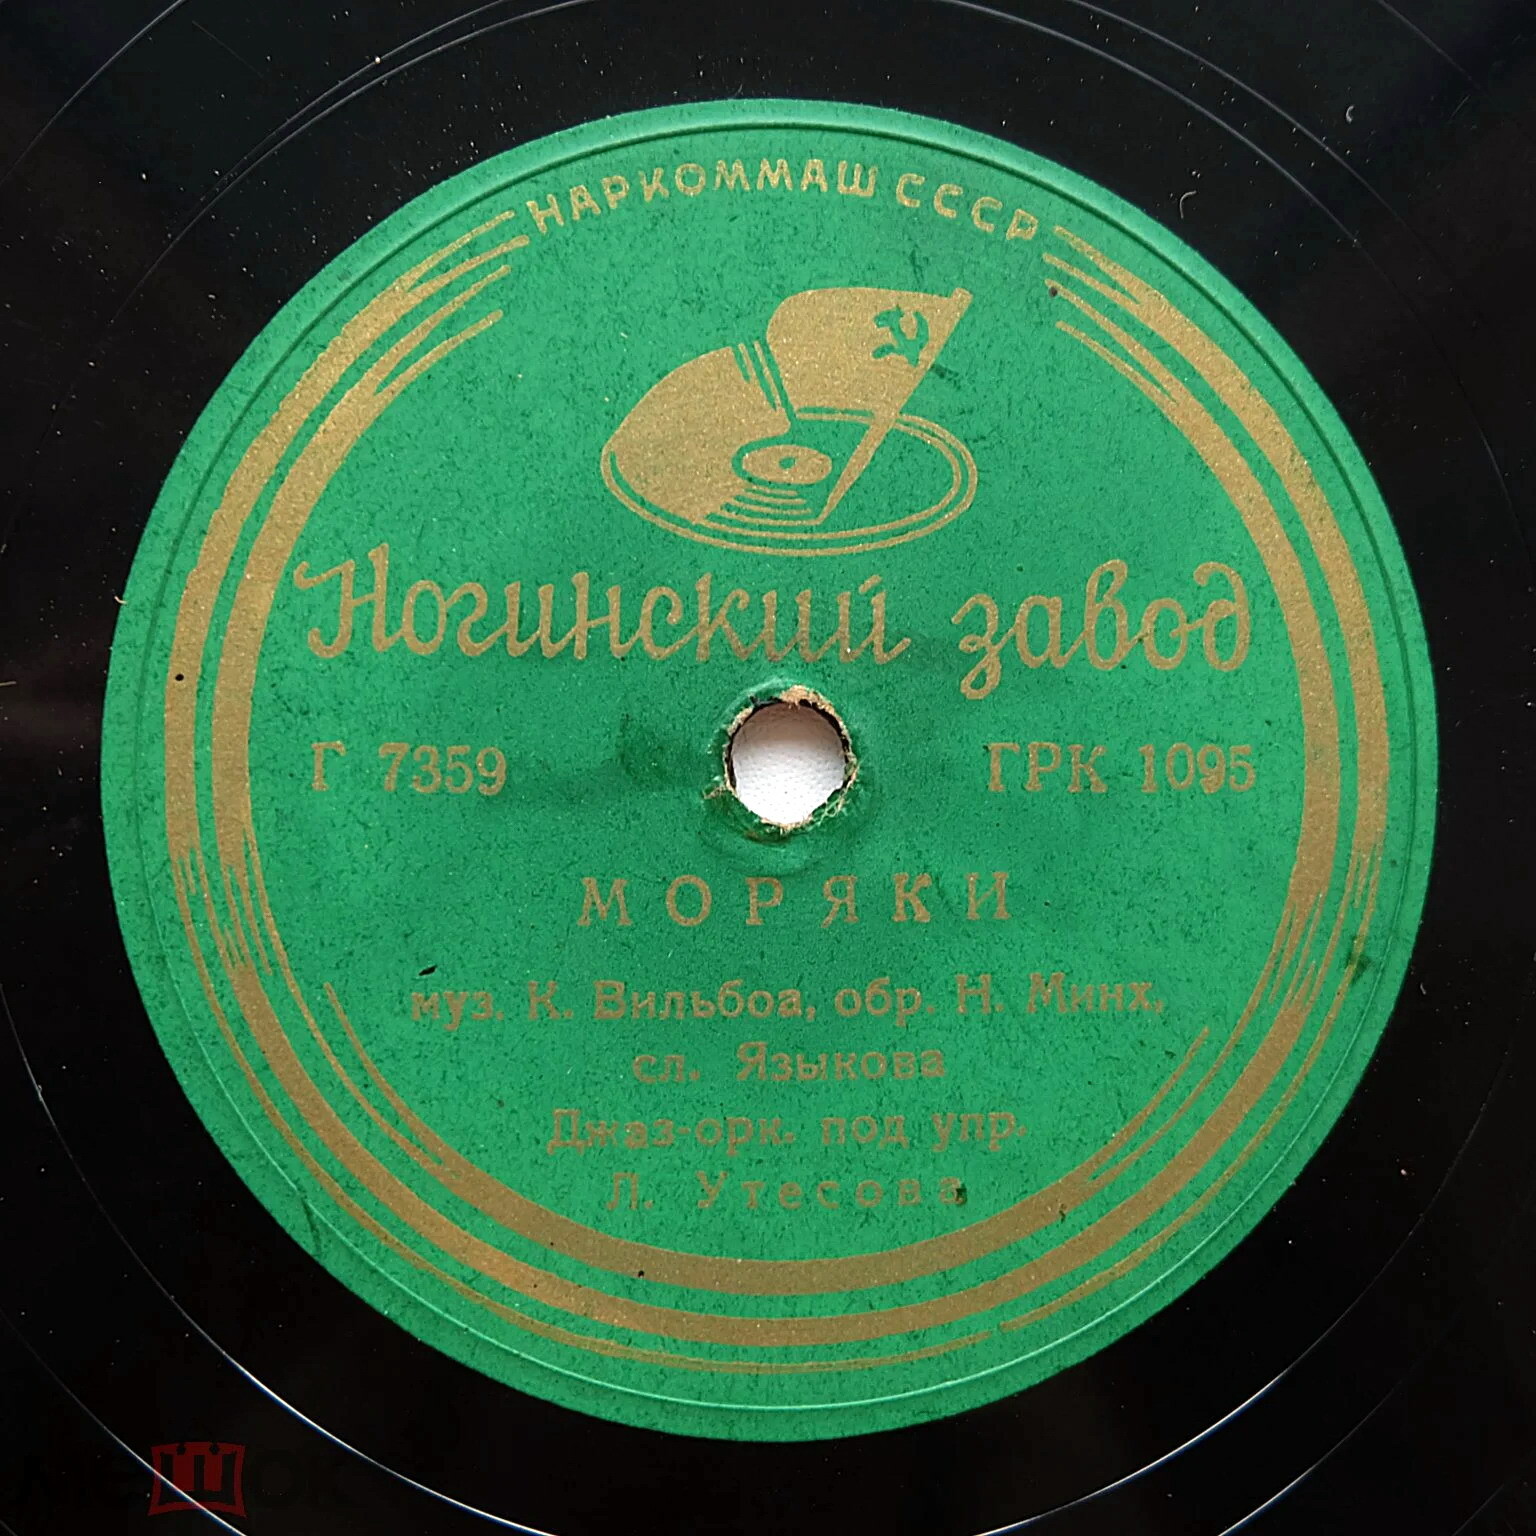 НАРКОММАШ СССР
Ногинский завод
Г 7359 ГРК 1095
МОРЯКИ
муз. К. Вильбоа, обр. Н. Минх,
сл. Языкова
Джаз-орк. под упр.
Л. Утесова
мешок